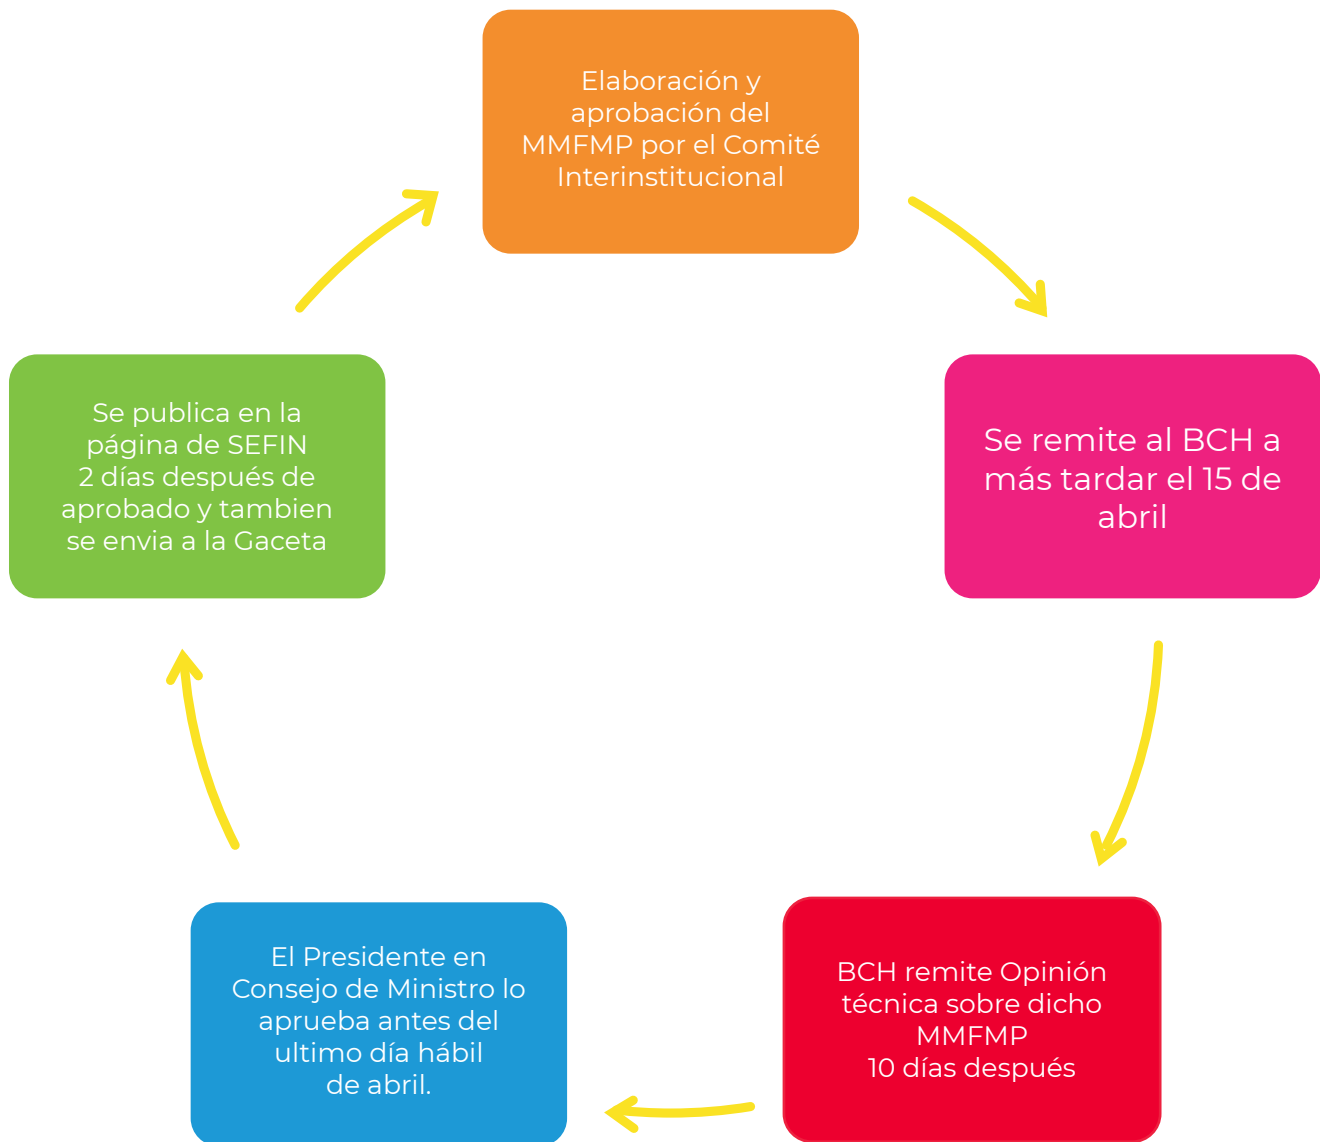 Elaboración y
aprobación del
MMFMP por el Comité
Interinstitucional
Se remite al BCH a
más tardar el 15 de
abril
BCH remite Opinión
técnica sobre dicho
MMFMP
10 días después
El Presidente en
Consejo de Ministro lo
aprueba antes del
ultimo día hábil
de abril.
Se publica en la
página de SEFIN
2 días después de
aprobado y tambien
se envia a la Gaceta